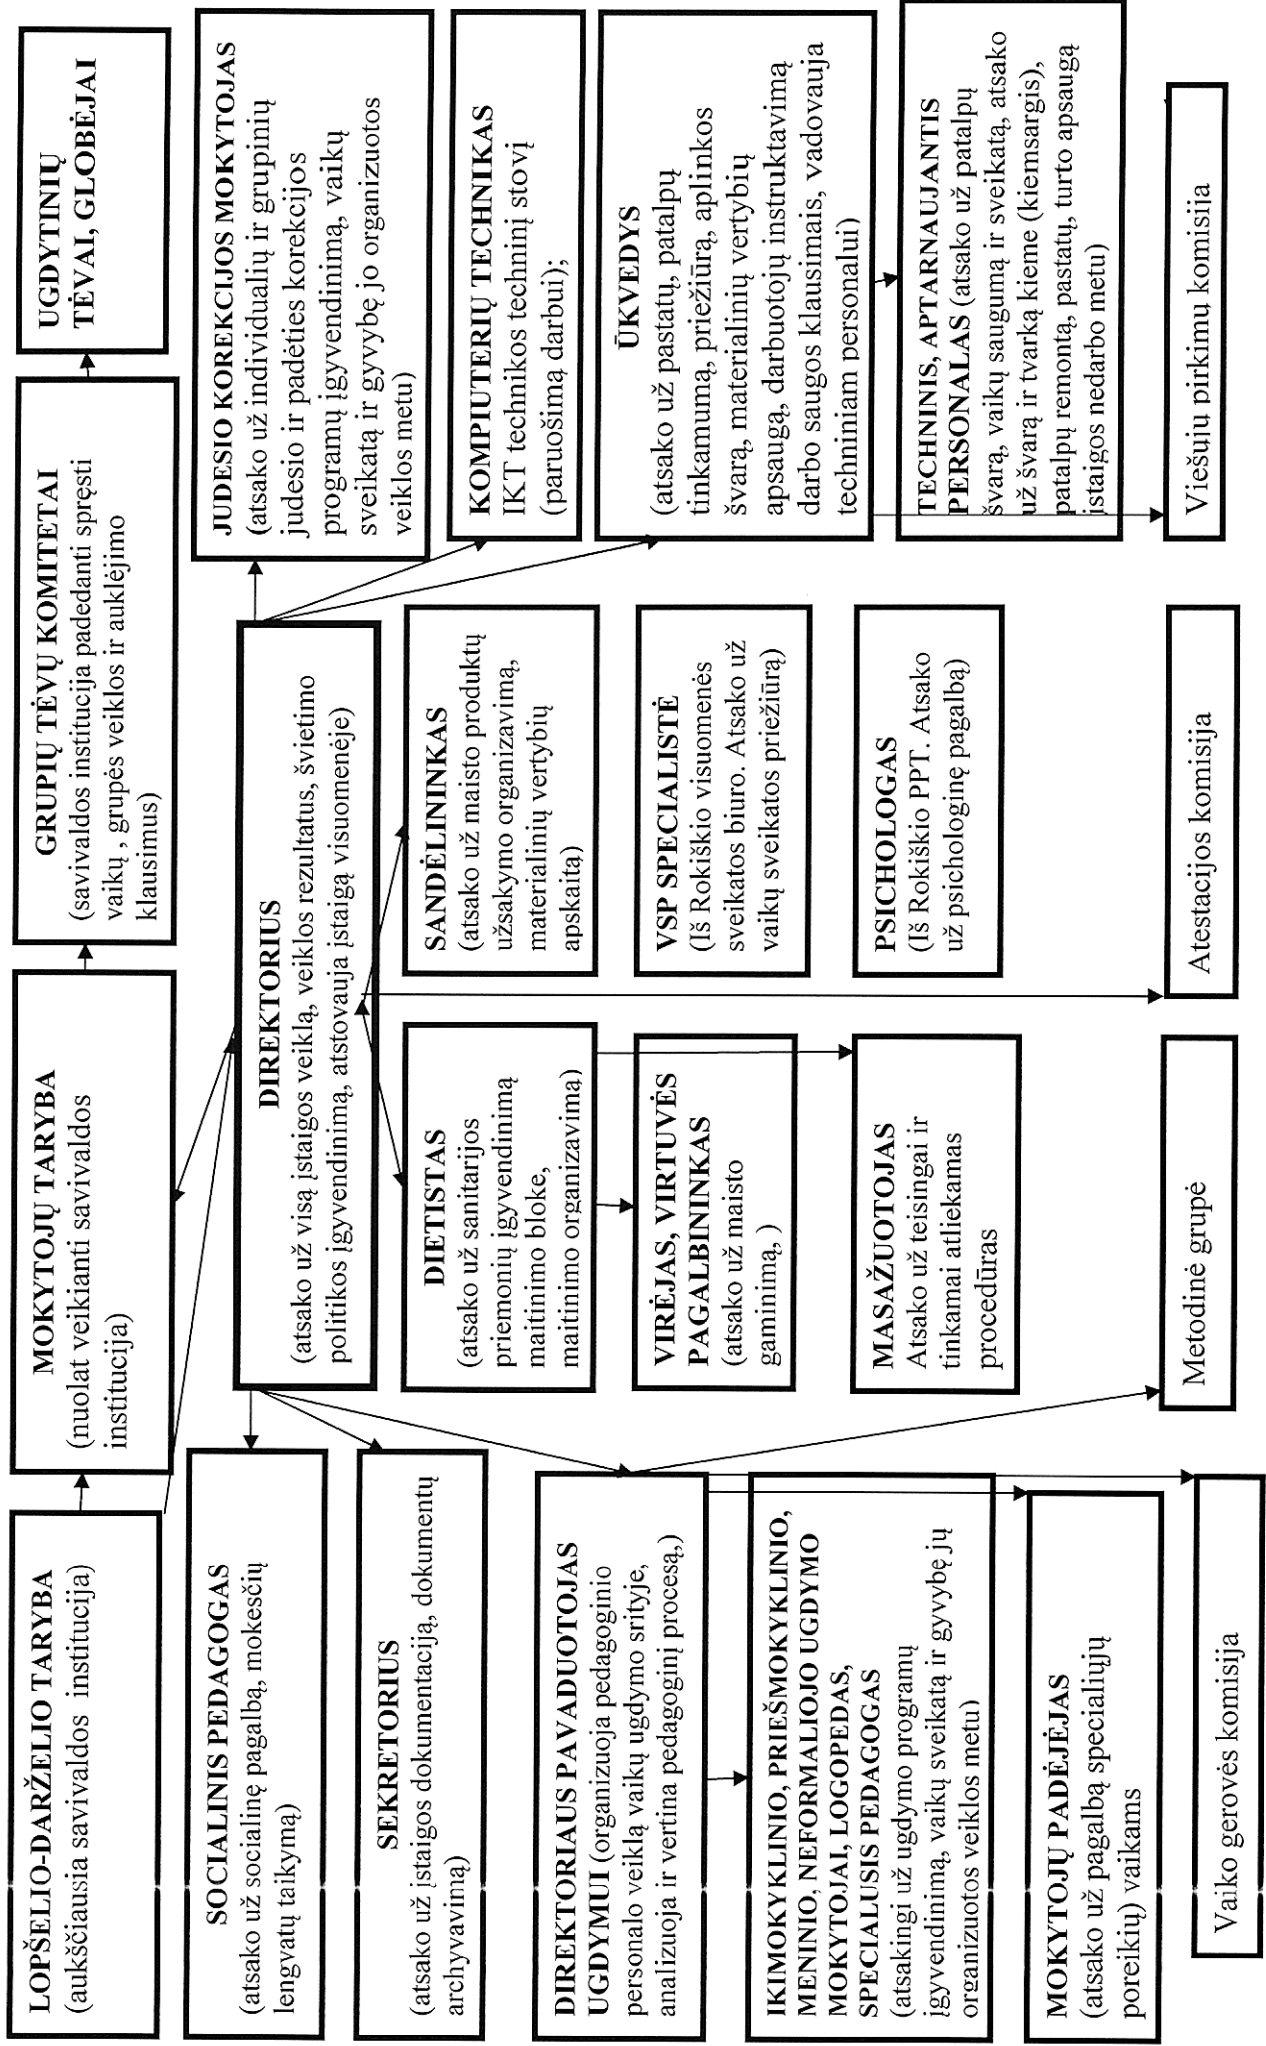 LOPŠELIO-DARŽELIO TARYBA
(aukščiausia savivaldos institucija)
MOKYTOJŲ TARYBA
(nuolat veikianti savivaldos
institucija)
GRUPIŲ TĖVŲ KOMITETAI
(savivaldos institucija padedanti spręsti
vaikų , grupės veiklos ir auklėjimo
klausimus)
UGDYTINIŲ
TĖVAI, GLOBĖJAI
SOCIALINIS PEDAGOGAS
(atsako už socialinę pagalbą, mokesčių
lengvatų taikymą)
SEKRETORIUS
(atsako už įstaigos dokumentaciją, dokumentų
archyvavimą)
DIREKTORIAUS PAVADUOTOJAS
UGDYMUI (organizuoja pedagoginio
personalo veiklą vaikų ugdymo srityje,
analizuoja ir vertina pedagoginį procesą,)
IKIMOKYKLINIO, PRIEŠMOKYKLINIO,
MENINIO, NEFORMALIOJO UGDYMO
MOKYTOJAI, LOGOPEDAS,
SPECIALUSIS PEDAGOGAS
(atsakingi už ugdymo programų
įgyvendinimą, vaikų sveikatą ir gyvybę jų
organizuotos veiklos metu)
MOKYTOJŲ PADĖJĖJAS
(atsako už pagalbą specialiųjų
poreikių) vaikams
Vaiko gerovės komisija
DIREKTORIUS
(atsako už visą įstaigos veiklą, veiklos rezultatus, švietimo
politikos įgyvendinimą, atstovauja įstaigą visuomenėje)
DIETISTAS
(atsako už sanitarijos
priemonių įgyvendinimą
maitinimo bloke,
maitinimo organizavimą)
VIRĖJAS, VIRTUVĖS
PAGALBININKAS
(atsako už maisto
gaminimą, )
MASAŽUOTOJAS
Atsako už teisingai ir
tinkamai atliekamas
procedūras
Metodinė grupė
SANDĖLININKAS
(atsako už maisto produktų
užsakymo organizavimą,
materialinių vertybių
apskaitą)
VSP SPECIALISTĖ
(Iš Rokiškio visuomenės
sveikatos biuro. Atsako už
vaikų sveikatos priežiūrą)
PSICHOLOGAS
(Iš Rokiškio PPT. Atsako
už psichologinę pagalbą)
Atestacijos komisija
JUDESIO KOREKCIJOS MOKYTOJAS
(atsako už individualių ir grupinių
judesio ir padėties korekcijos
programų įgyvendinimą, vaikų
sveikatą ir gyvybę jo organizuotos
veiklos metu)
KOMPIUTERIŲ TECHNIKAS
IKT technikos techninį stovį
(paruošimą darbui);
ŪKVEDYS
(atsako už pastatų, patalpų
tinkamumą, priežiūrą, aplinkos
švarą, materialinių vertybių
apsaugą, darbuotojų instruktavimą
darbo saugos klausimais, vadovauja
techniniam personalui)
TECHNINIS, APTARNAUJANTIS
PERSONALAS (atsako už patalpų
švarą, vaikų saugumą ir sveikatą, atsako
už švarą ir tvarką kieme (kiemsargis),
patalpų remontą, pastatų, turto apsaugą
įstaigos nedarbo metu)
Viešujų pirkimų komisija